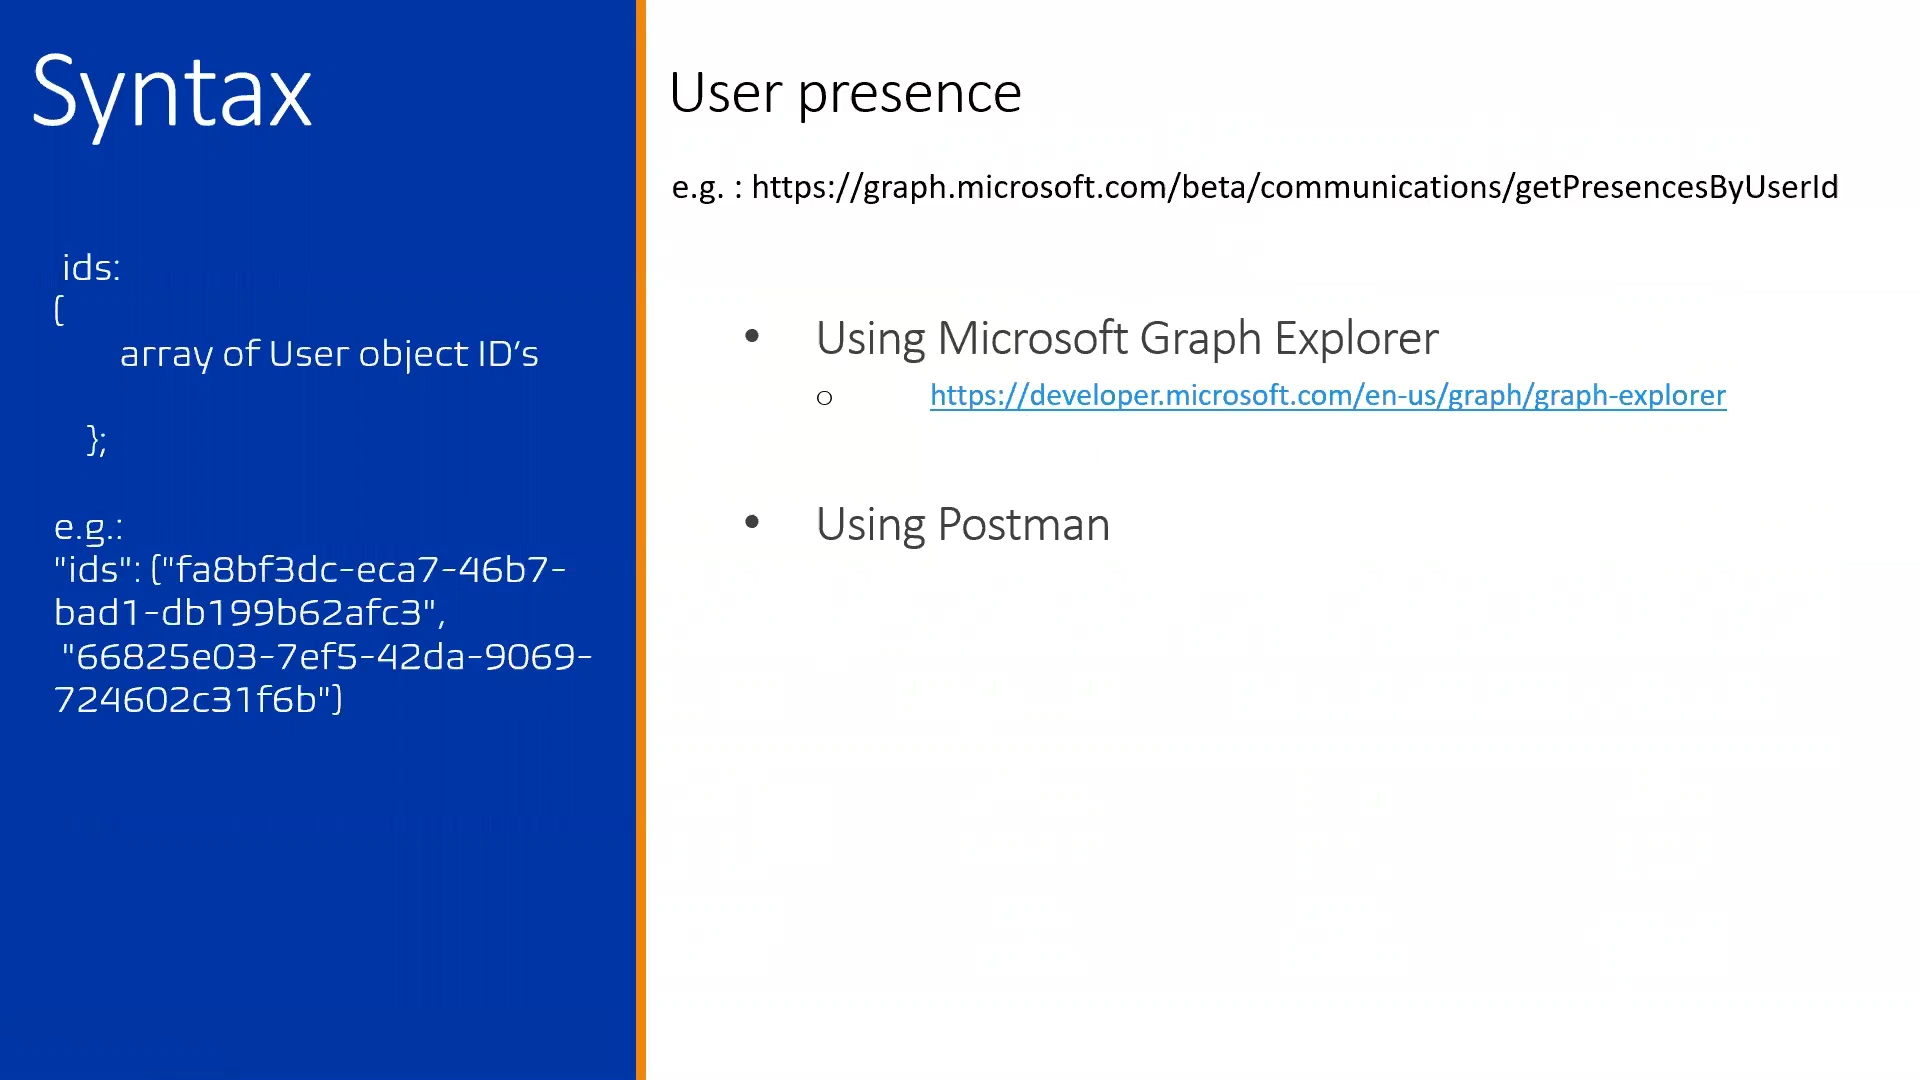 Syntax
ids:
{
array of User object ID’s
};
e.g.:
"ids": ["fa8bf3dc-eca7-46b7-
bad1-db199b62afc3",
"66825e03-7ef5-42da-9069-
724602c31f6b"]
User presence
e.g. : https://graph.microsoft.com/beta/communications/getPresencesByUserId
• Using Microsoft Graph Explorer
o https://developer.microsoft.com/en-us/graph/graph-explorer
• Using Postman